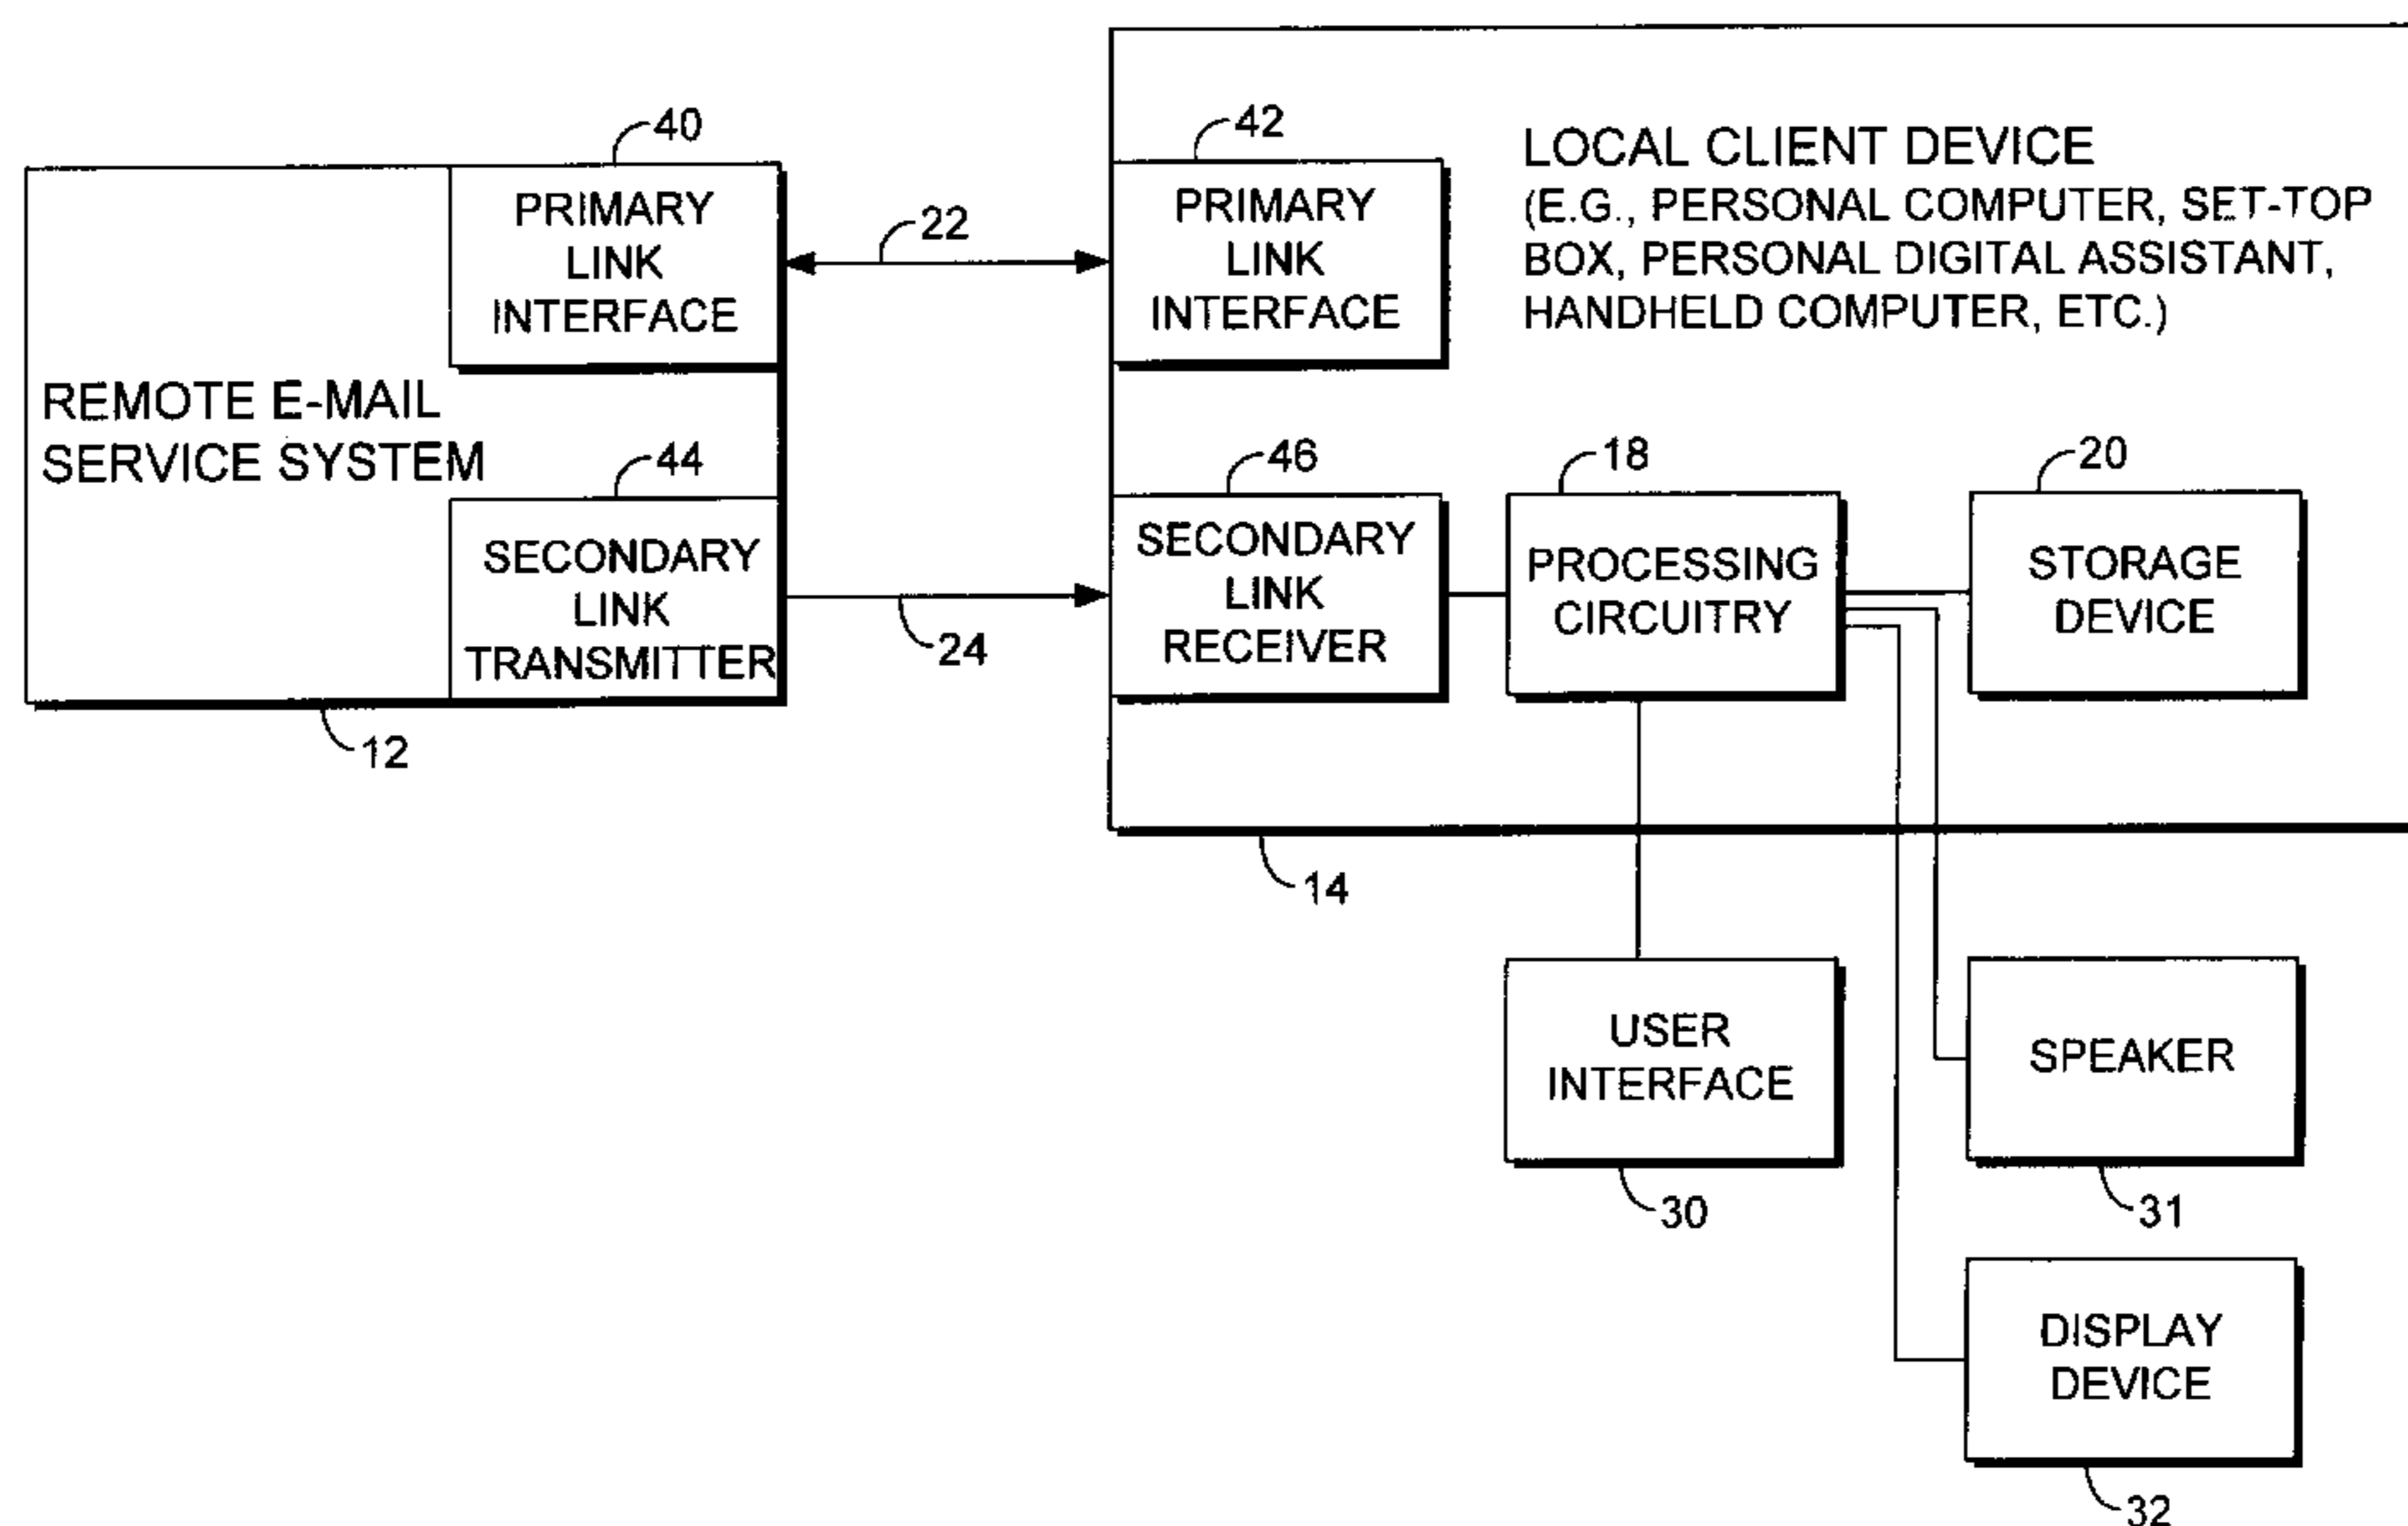 40
PRIMARY
LINK
INTERFACE
REMOTE E-MAIL
SERVICE SYSTEM
44
SECONDARY
LINK
TRANSMITTER
12
22
24
42
PRIMARY
LINK
INTERFACE
LOCAL CLIENT DEVICE
(E.G., PERSONAL COMPUTER, SET-TOP
BOX, PERSONAL DIGITAL ASSISTANT,
HANDHELD COMPUTER, ETC.)
46
SECONDARY
LINK
RECEIVER
18
PROCESSING
CIRCUITRY
20
STORAGE
DEVICE
14
USER
INTERFACE
30
SPEAKER
31
DISPLAY
DEVICE
32